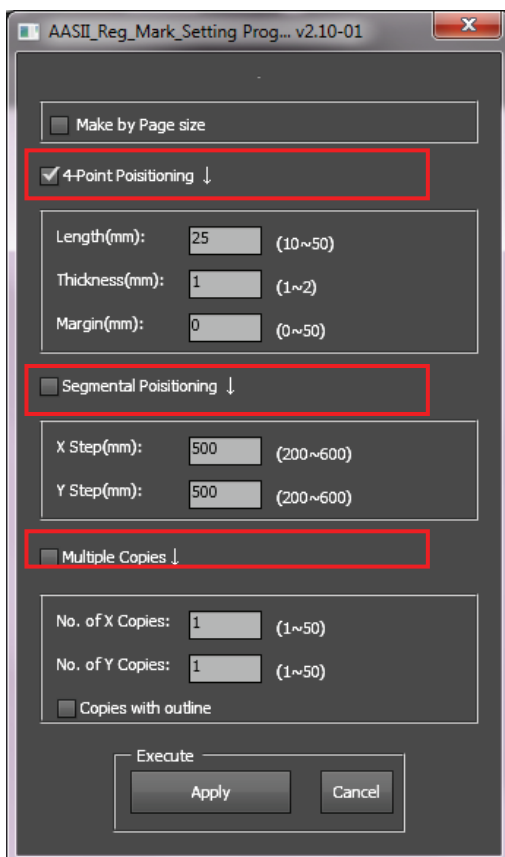 AASII_Reg_Mark_Setting Prog... v2.10-01
Make by Page size
4-Point Poisitioning ↓
Length(mm): 25 (10~50)
Thickness(mm): 1 (1~2)
Margin(mm): 0 (0~50)
Segmental Poisitioning ↓
X Step(mm): 500 (200~600)
Y Step(mm): 500 (200~600)
Multiple Copies ↓
No. of X Copies: 1 (1~50)
No. of Y Copies: 1 (1~50)
Copies with outline
Execute
Apply Cancel